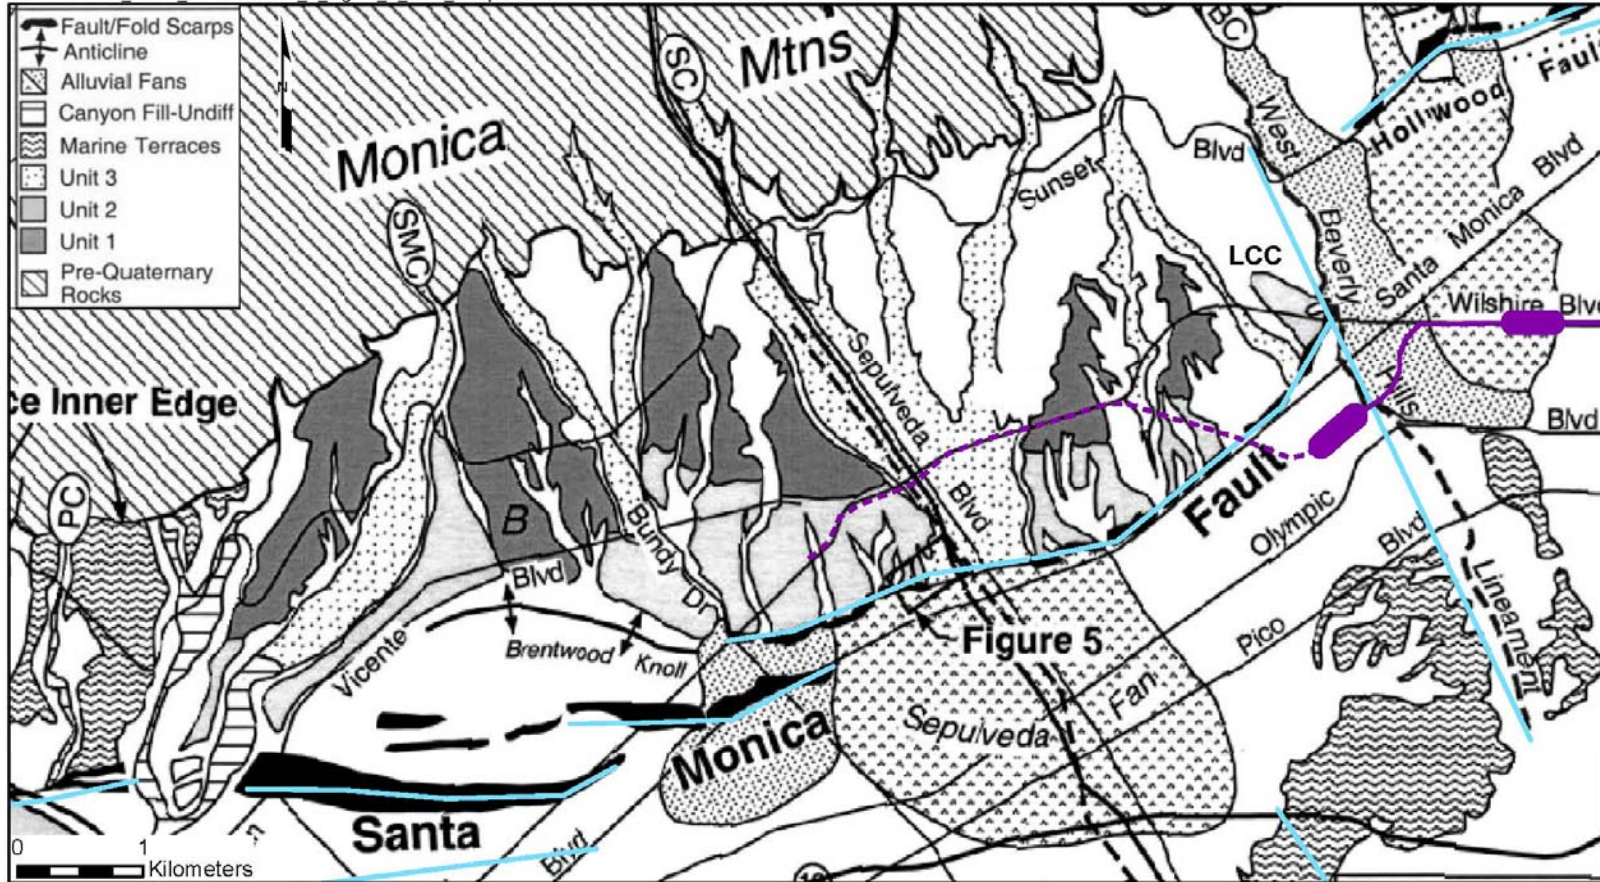 Fault/Fold Scarps
Anticline
Alluvial Fans
Canyon Fill-Undiff
Marine Terraces
Unit 3
Unit 2
Unit 1
Pre-Quaternary
Rocks
N
Monica
Mtns
SC
BC
SMC
PC
West
Beverly
Hills
Lineament
Hollwood
Faul
Blvd
Sunset
Santa
Monica
Blvd
LCC
Wilshire Blvd
Blvd
ce Inner Edge
Sepulveda
Blvd
B
Bundy
Dr
Blvd
Vicente
Brentwood
Knoll
Fault
Olympic
Blvd
Pico
Figure 5
Fan
Sepulveda
Monica
Santa
Blvd
0
1
Kilometers